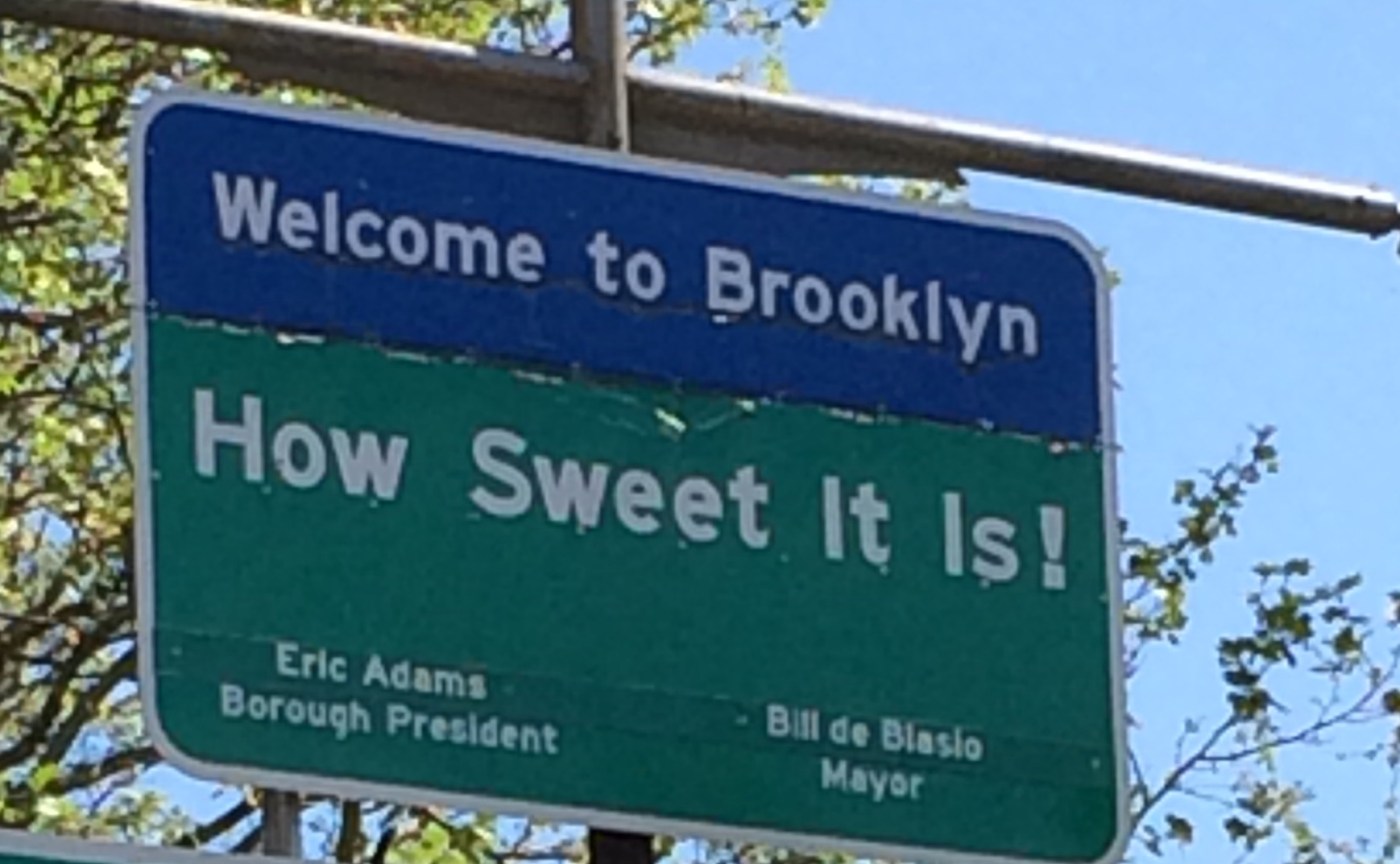 Welcome to Brooklyn
How Sweet It Is!
Eric Adams
Borough President
Bill de Blasio
Mayor